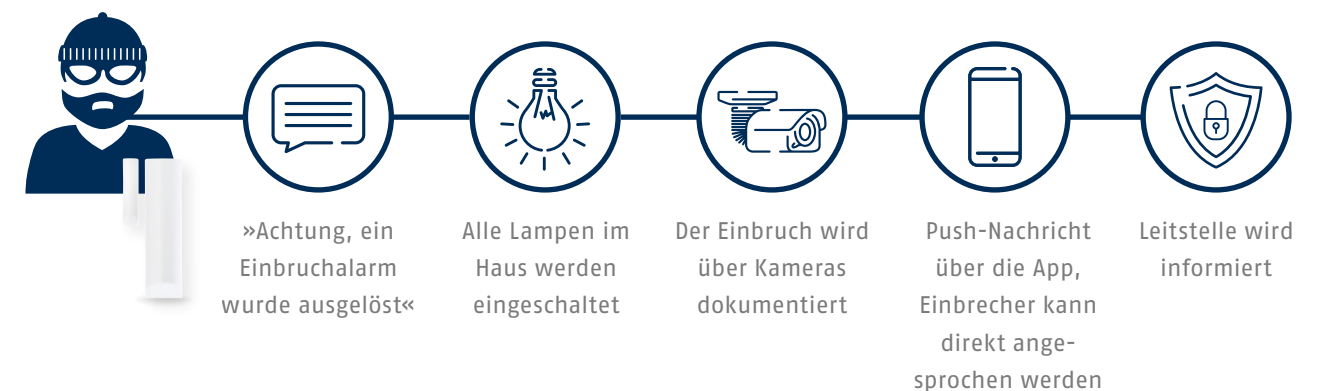 »Achtung, ein
Einbruchalarm
wurde ausgelöst«
Alle Lampen im
Haus werden
eingeschaltet
Der Einbruch wird
über Kameras
dokumentiert
Push-Nachricht
über die App,
Einbrecher kann
direkt ange-
sprochen werden
Leitstelle wird
informiert